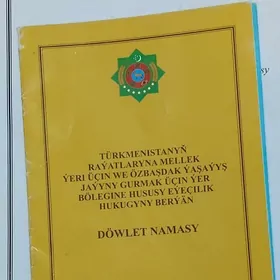 TÜRKMENISTANYŇ
RAÝATLARYNA MELLEK
ÝERI ÜÇIN WE ÖZBAŞDAK ÝAŞAÝYŞ
JAÝYNY GURMAK ÜÇIN ÝER
BÖLEGINE HUSUSY EÝEÇILIK
HUKUGYNY BERÝÄN
DÖWLET NAMASY